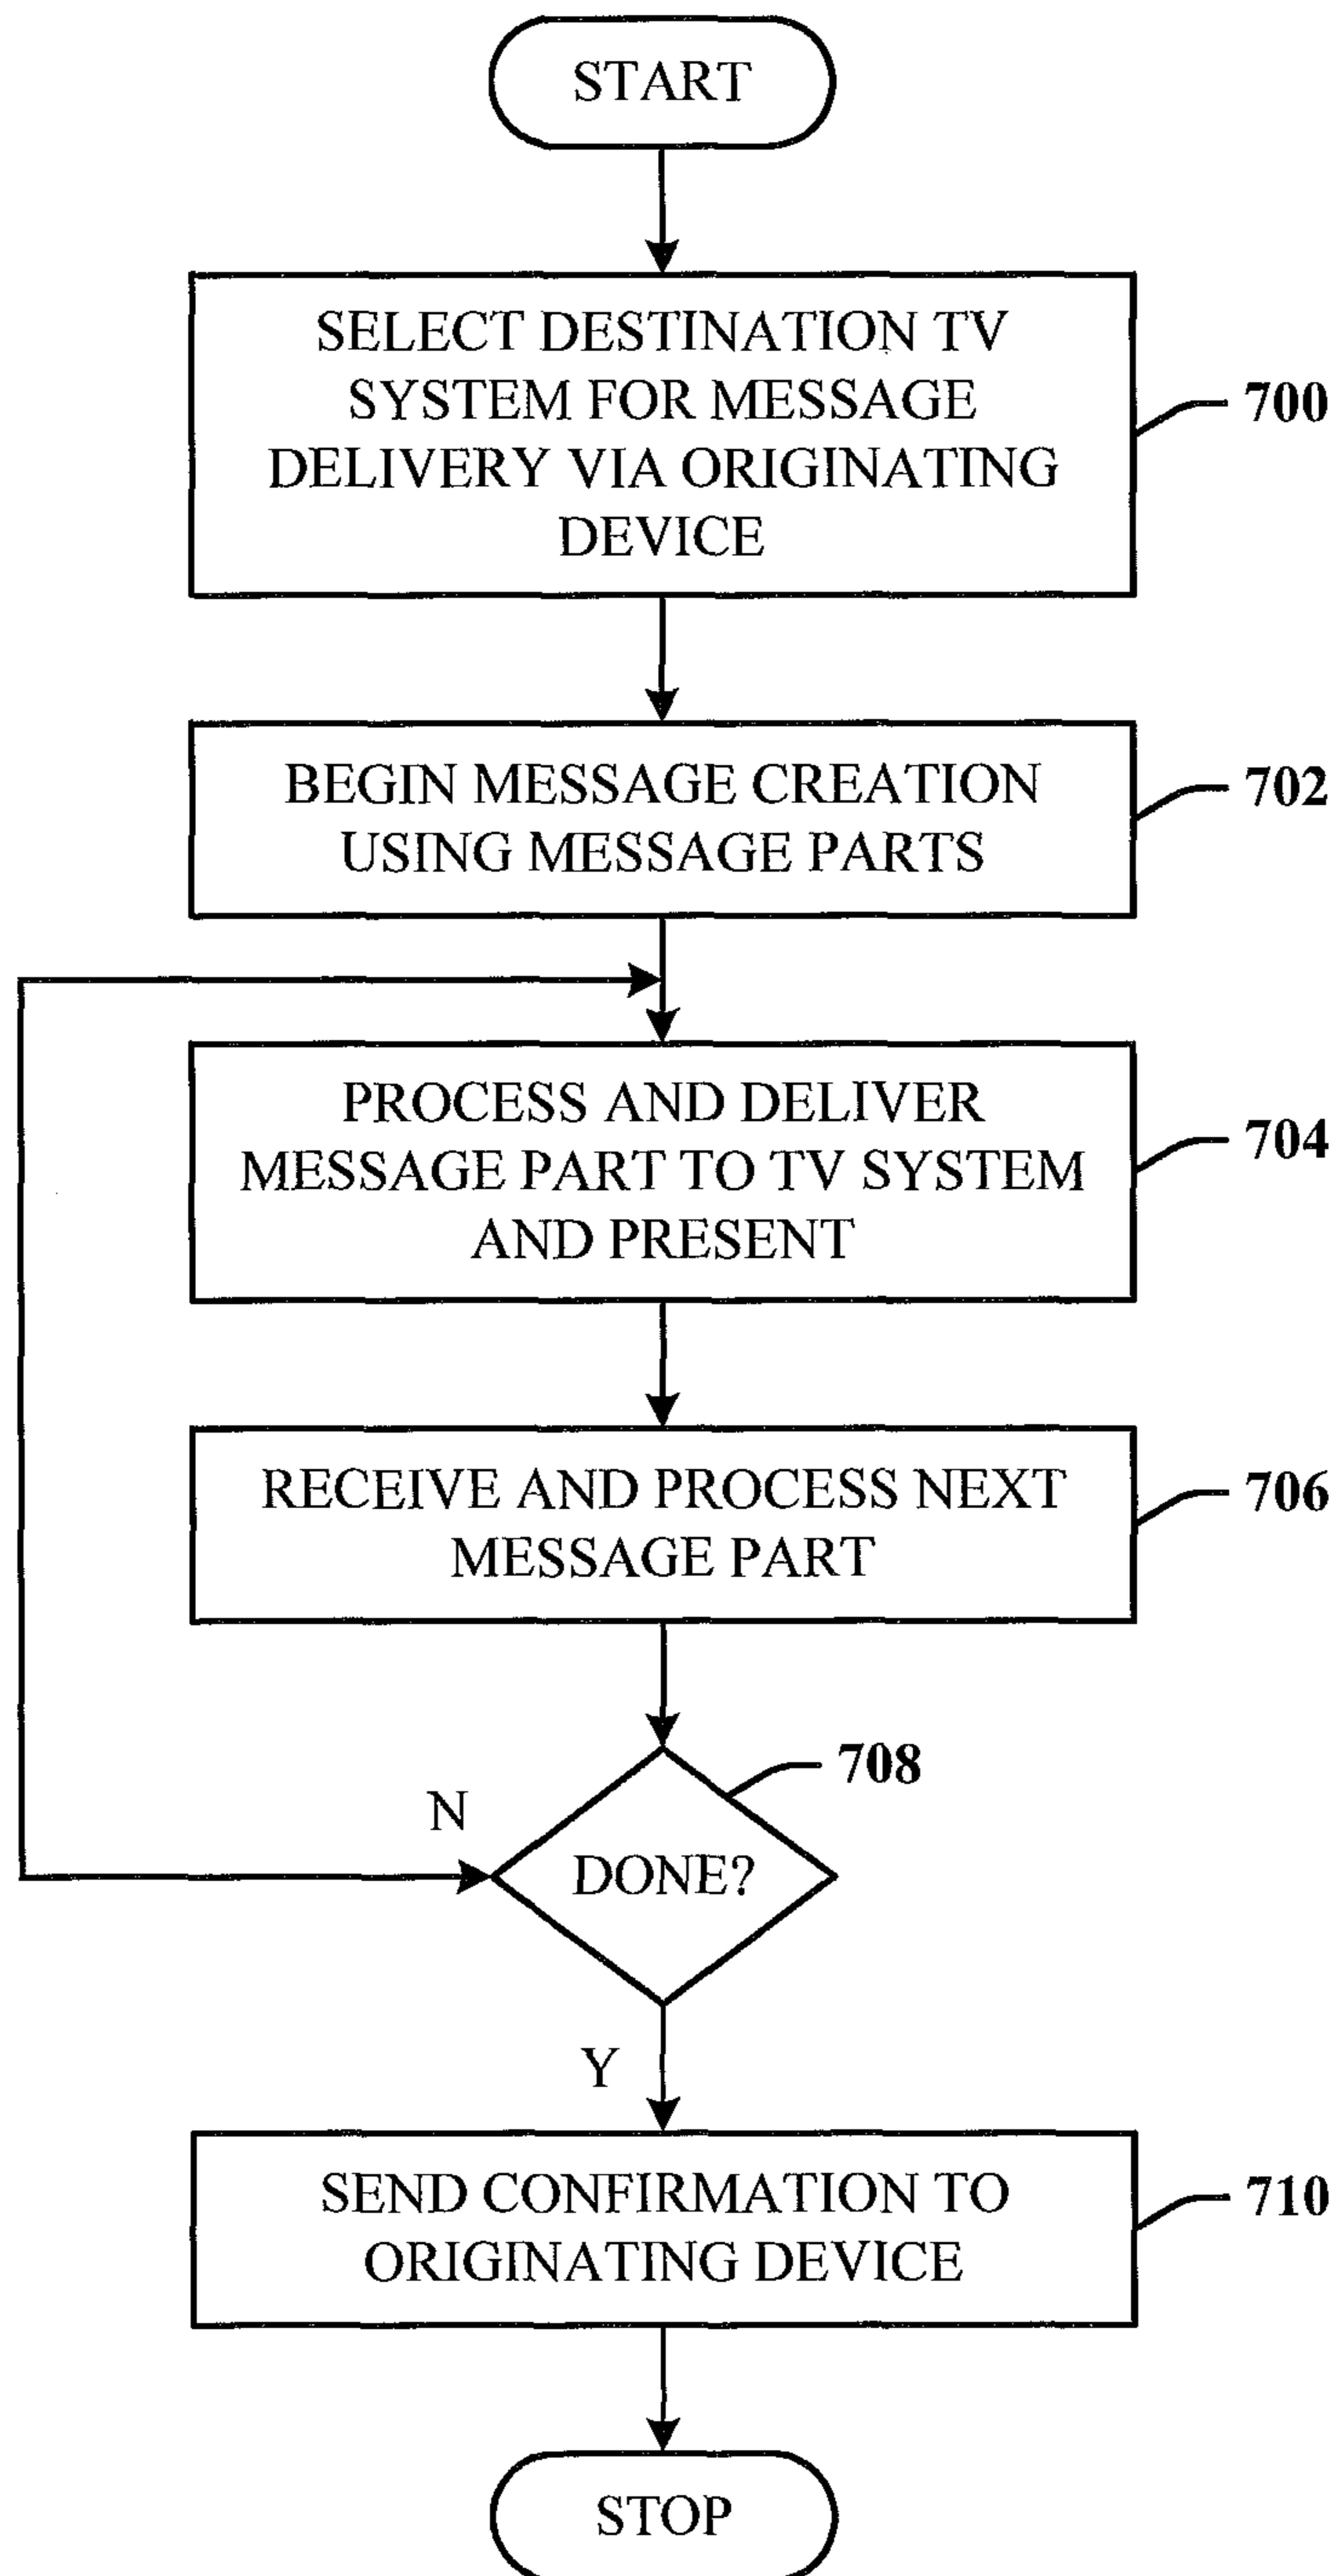 START
SELECT DESTINATION TV
SYSTEM FOR MESSAGE
DELIVERY VIA ORIGINATING
DEVICE
700
BEGIN MESSAGE CREATION
USING MESSAGE PARTS
702
PROCESS AND DELIVER
MESSAGE PART TO TV SYSTEM
AND PRESENT
704
RECEIVE AND PROCESS NEXT
MESSAGE PART
706
708
N
DONE?
Y
SEND CONFIRMATION TO
ORIGINATING DEVICE
710
STOP